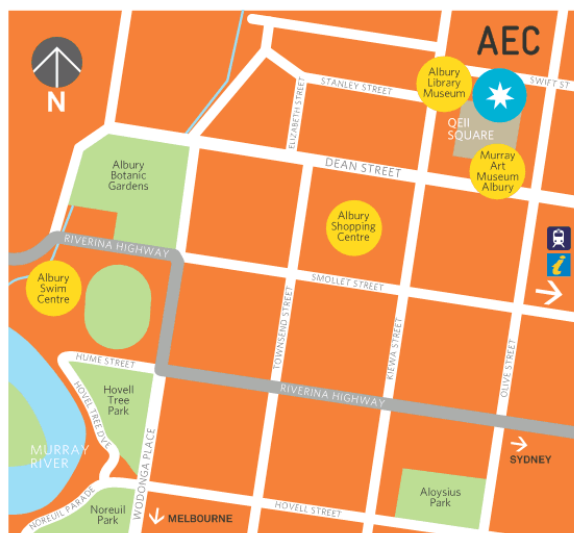 AEC
N
Albury
Library
Museum
SWIFT ST
STANLEY STREET
ELIZABETH STREET
QEII
SQUARE
Murray
Art
Museum
Albury
DEAN STREET
Albury
Botanic
Gardens
Albury
Shopping
Centre
RIVERINA HIGHWAY
i
Albury
Swim
Centre
SMOLLET STREET
TOWNSEND STREET
KIEWA STREET
OLIVE STREET
HUME STREET
RIVERINA HIGHWAY
HOVEL TREE DVE
Hovell
Tree
Park
WODONGA PLACE
MURRAY
RIVER
SYDNEY
Aloysius
Park
NOREUIL PARADE
Noreuil
Park
MELBOURNE
HOVELL STREET